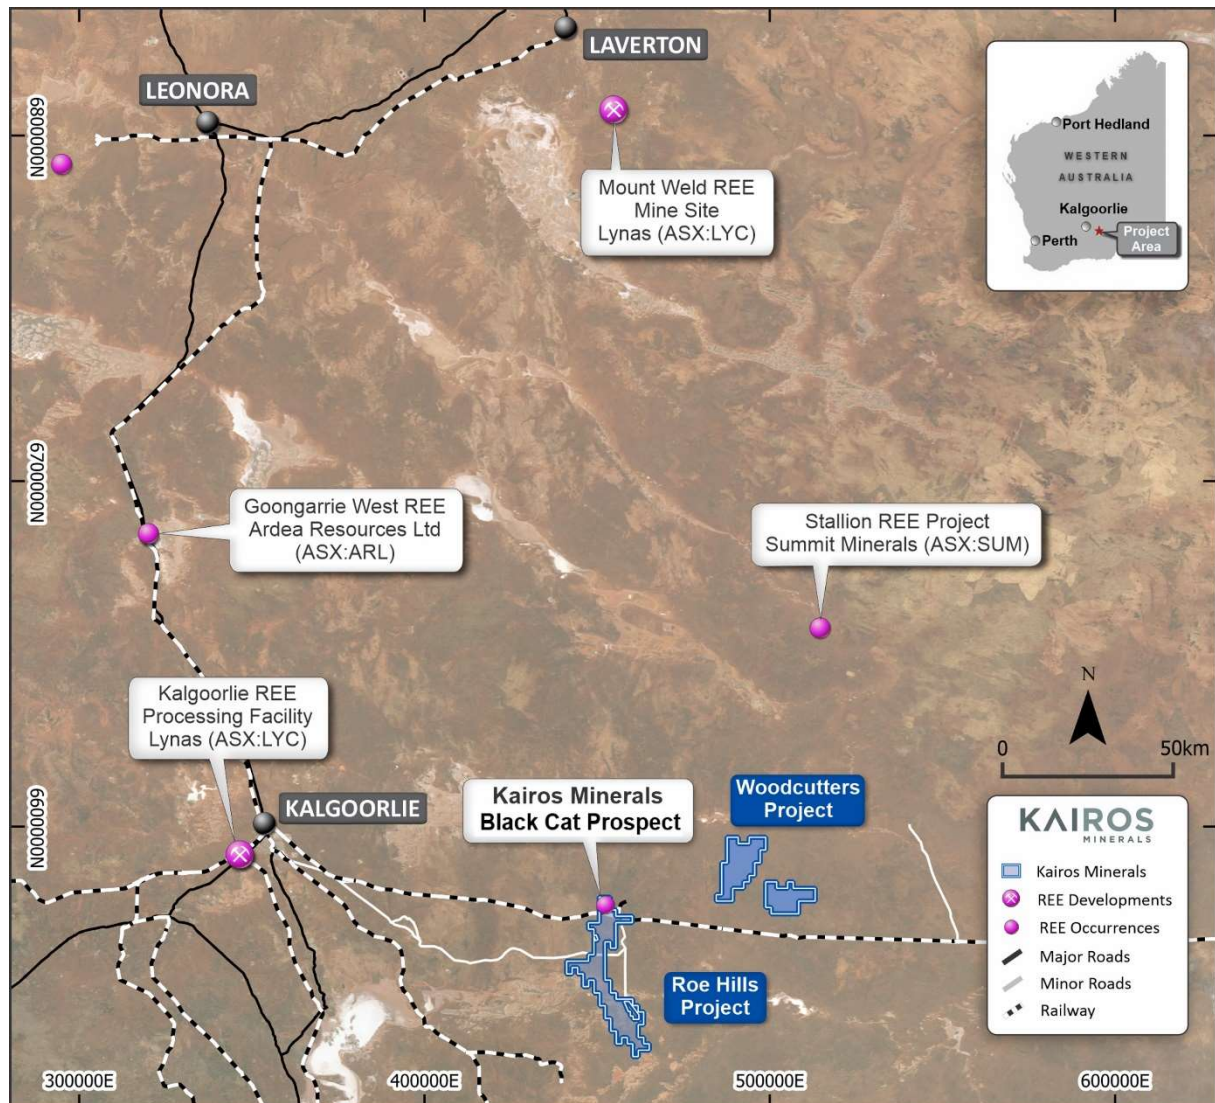 LAVERTON
LEONORA
6800000N
Mount Weld REE
Mine Site
Lynas (ASX:LYC)
Port Hedland
WESTERN
AUSTRALIA
Kalgoorlie
Perth
Project
Area
6700000N
Goongarrie West REE
Ardea Resources Ltd
(ASX:ARL)
Stallion REE Project
Summit Minerals (ASX:SUM)
Kalgoorlie REE
Processing Facility
Lynas (ASX:LYC)
N
0 50km
6600000N
KALGOORLIE
Kairos Minerals
Black Cat Prospect
Woodcutters
Project
Roe Hills
Project
KAIROS
MINERALS
Kairos Minerals
REE Developments
REE Occurrences
Major Roads
Minor Roads
Railway
300000E
400000E
500000E
600000E